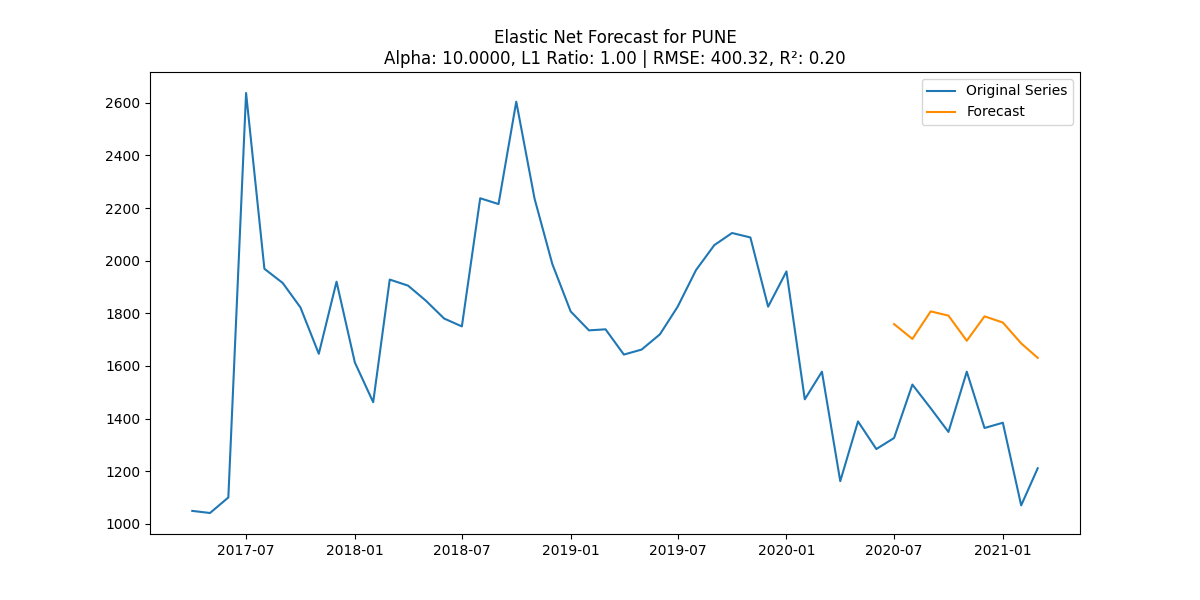 Elastic Net Forecast for PUNE
Alpha: 10.0000, L1 Ratio: 1.00 | RMSE: 400.32, R²: 0.20
Original Series
Forecast
2600
2400
2200
2000
1800
1600
1400
1200
1000
2017-07 2018-01 2018-07 2019-01 2019-07 2020-01 2020-07 2021-01